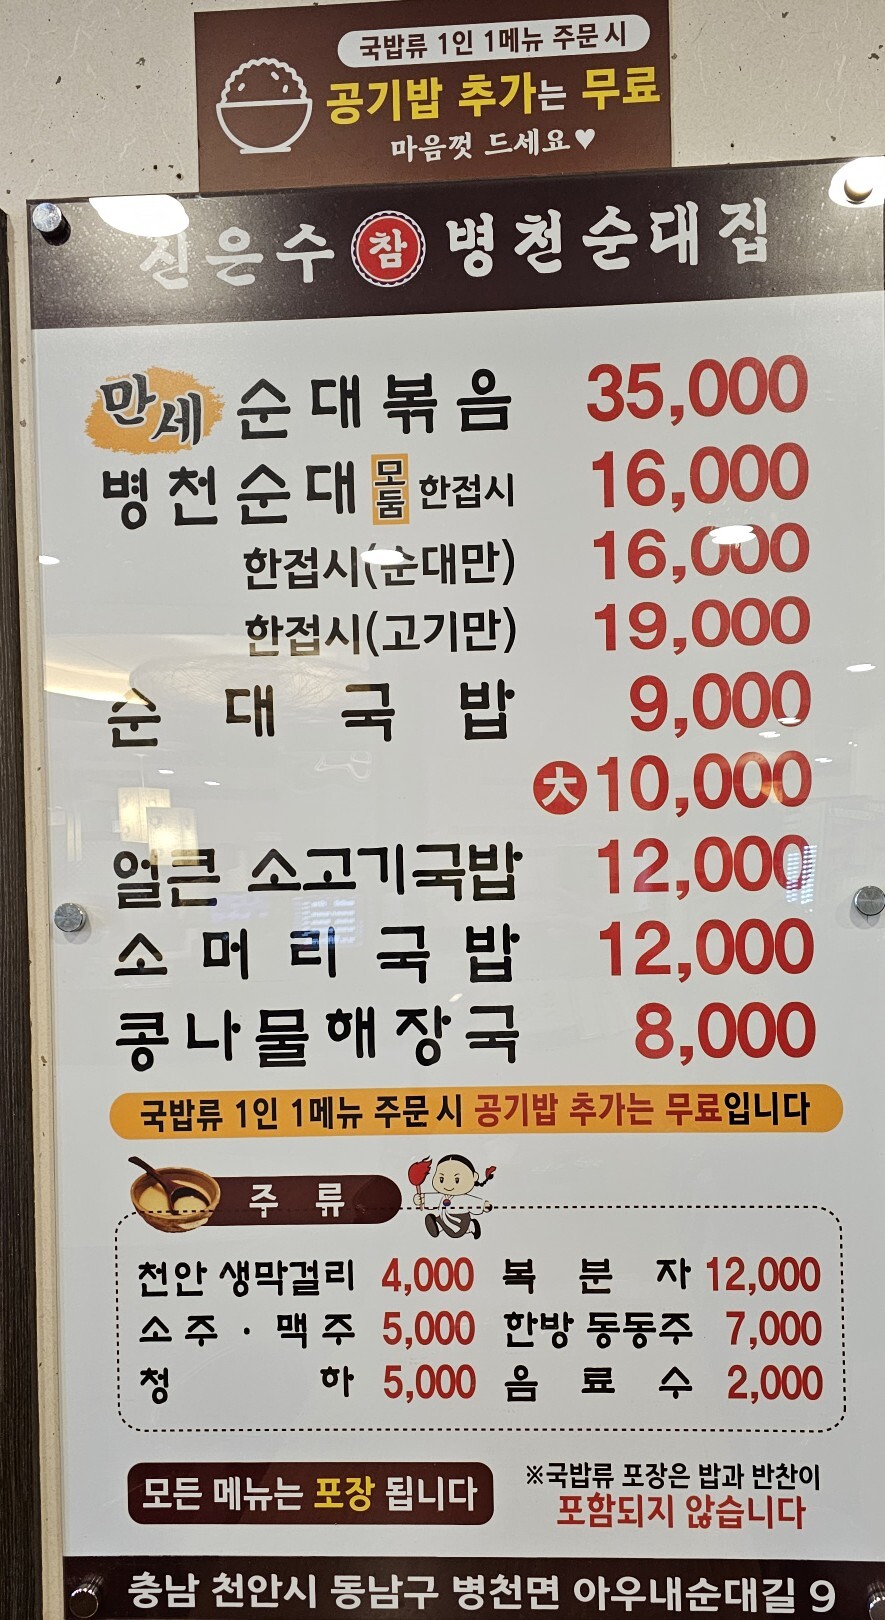 국밥류 1인 1메뉴 주문 시
공기밥 추가는 무료
마음껏 드세요♥
신은수 참 병천순대집
만세 순대볶음 35,000
병천순대 모둠 한접시 16,000
한접시(순대만) 16,000
한접시(고기만) 19,000
순대국밥 9,000
大 10,000
얼큰 소고기국밥 12,000
소머리국밥 12,000
콩나물해장국 8,000
국밥류 1인 1메뉴 주문 시 공기밥 추가는 무료입니다
주류
천안 생막걸리 4,000 복분자 12,000
소주·맥주 5,000 한방 동동주 7,000
청하 5,000 음료수 2,000
모든 메뉴는 포장 됩니다
※국밥류 포장은 밥과 반찬이
포함되지 않습니다
충남 천안시 동남구 병천면 아우내순대길 9